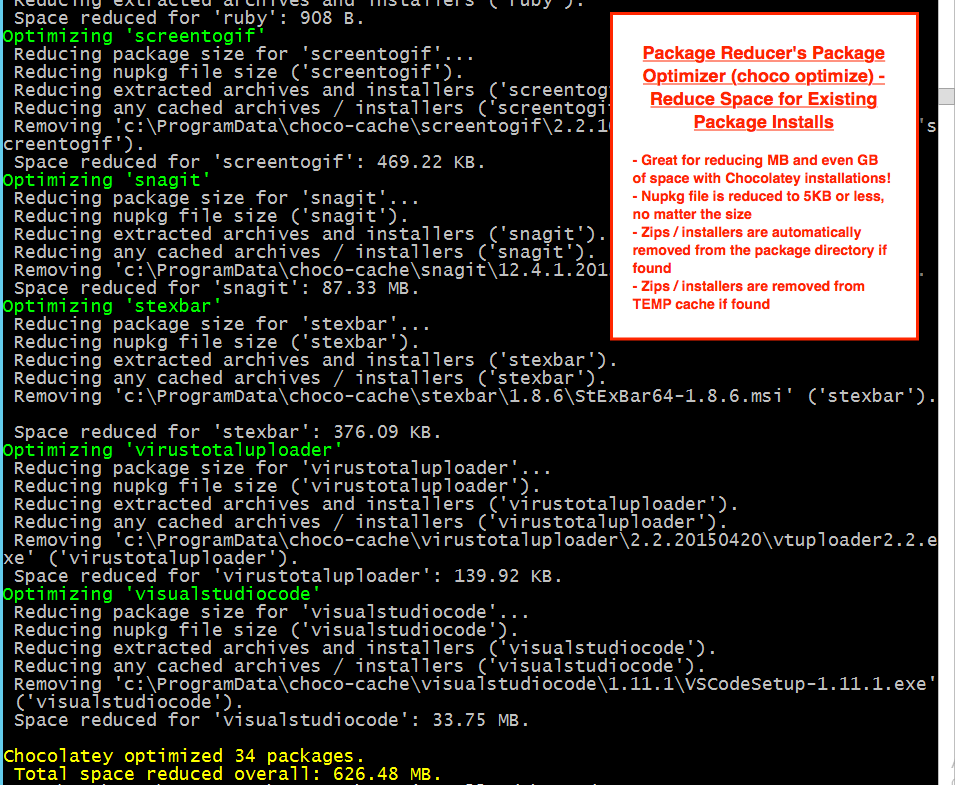 Reducing extracted archives and installers ('ruby').
Space reduced for 'ruby': 908 B.
Optimizing 'screentogif'
Reducing package size for 'screentogif'...
Reducing nupkg file size ('screentogif').
Reducing extracted archives and installers ('screentog
Reducing any cached archives / installers ('screentogi
Removing 'c:\ProgramData\choco-cache\screentogif\2.2.1 's
creentogif').
Space reduced for 'screentogif': 469.22 KB.
Optimizing 'snagit'
Reducing package size for 'snagit'...
Reducing nupkg file size ('snagit').
Reducing extracted archives and installers ('snagit').
Reducing any cached archives / installers ('snagit').
Removing 'c:\ProgramData\choco-cache\snagit\12.4.1.201 .
Space reduced for 'snagit': 87.33 MB.
Optimizing 'stexbar'
Reducing package size for 'stexbar'...
Reducing nupkg file size ('stexbar').
Reducing extracted archives and installers ('stexbar').
Reducing any cached archives / installers ('stexbar').
Removing 'c:\ProgramData\choco-cache\stexbar\1.8.6\StExBar64-1.8.6.msi' ('stexbar').
Space reduced for 'stexbar': 376.09 KB.
Optimizing 'virustotaluploader'
Reducing package size for 'virustotaluploader'...
Reducing nupkg file size ('virustotaluploader').
Reducing extracted archives and installers ('virustotaluploader').
Reducing any cached archives / installers ('virustotaluploader').
Removing 'c:\ProgramData\choco-cache\virustotaluploader\2.2.20150420\vtuploader2.2.e
xe' ('virustotaluploader').
Space reduced for 'virustotaluploader': 139.92 KB.
Optimizing 'visualstudiocode'
Reducing package size for 'visualstudiocode'...
Reducing nupkg file size ('visualstudiocode').
Reducing extracted archives and installers ('visualstudiocode').
Reducing any cached archives / installers ('visualstudiocode').
Removing 'c:\ProgramData\choco-cache\visualstudiocode\1.11.1\VSCodeSetup-1.11.1.exe'
('visualstudiocode').
Space reduced for 'visualstudiocode': 33.75 MB.
Chocolatey optimized 34 packages.
Total space reduced overall: 626.48 MB.
Package Reducer's Package
Optimizer (choco optimize) -
Reduce Space for Existing
Package Installs
- Great for reducing MB and even GB
of space with Chocolatey installations!
- Nupkg file is reduced to 5KB or less,
no matter the size
- Zips / installers are automatically
removed from the package directory if
found
- Zips / installers are removed from
TEMP cache if found